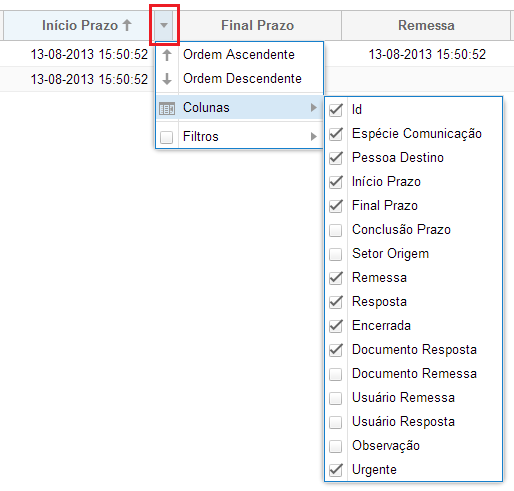 Início Prazo Final Prazo Remessa
13-08-2013 15:50:52 Ordem Ascendente 13-08-2013 15:50:52
13-08-2013 15:50:52 Ordem Descendente
Colunas
Filtros
Id
Espécie Comunicação
Pessoa Destino
Início Prazo
Final Prazo
Conclusão Prazo
Setor Origem
Remessa
Resposta
Encerrada
Documento Resposta
Documento Remessa
Usuário Remessa
Usuário Resposta
Observação
Urgente